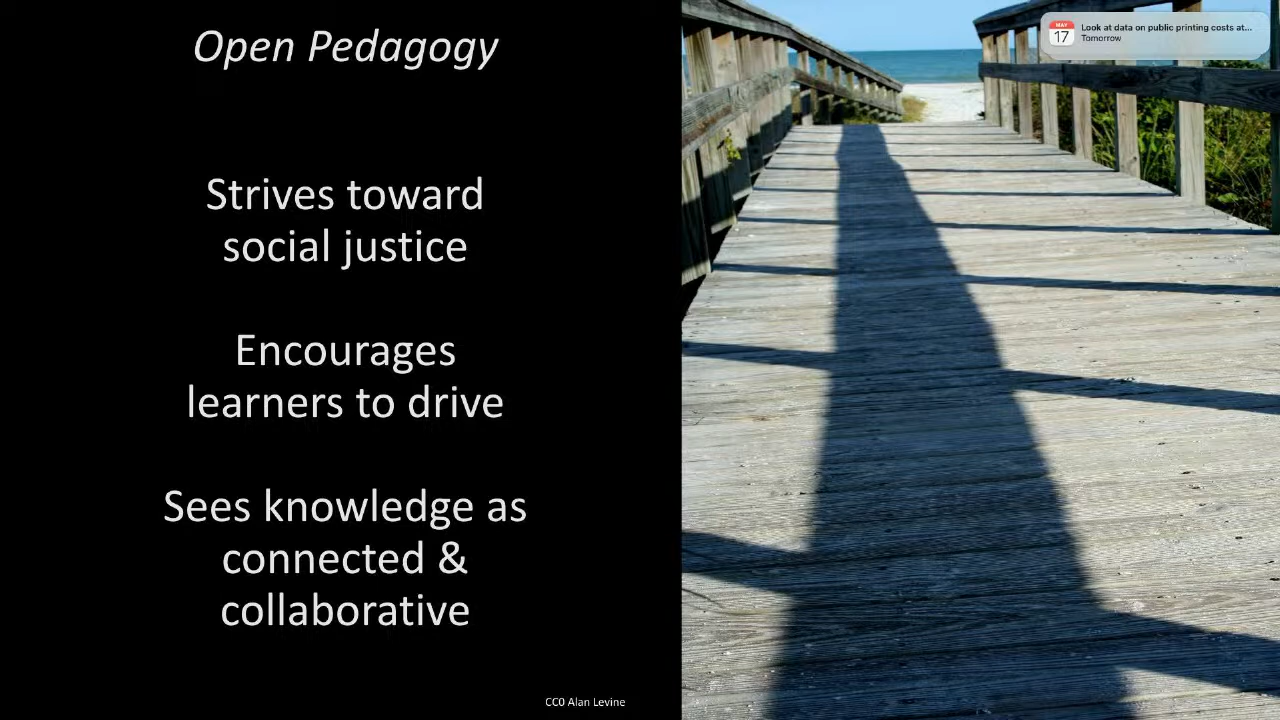 Open Pedagogy
Strives toward
social justice
Encourages
learners to drive
Sees knowledge as
connected &
collaborative
CC0 Alan Levine
MAY
17
Look at data on public printing costs at...
Tomorrow